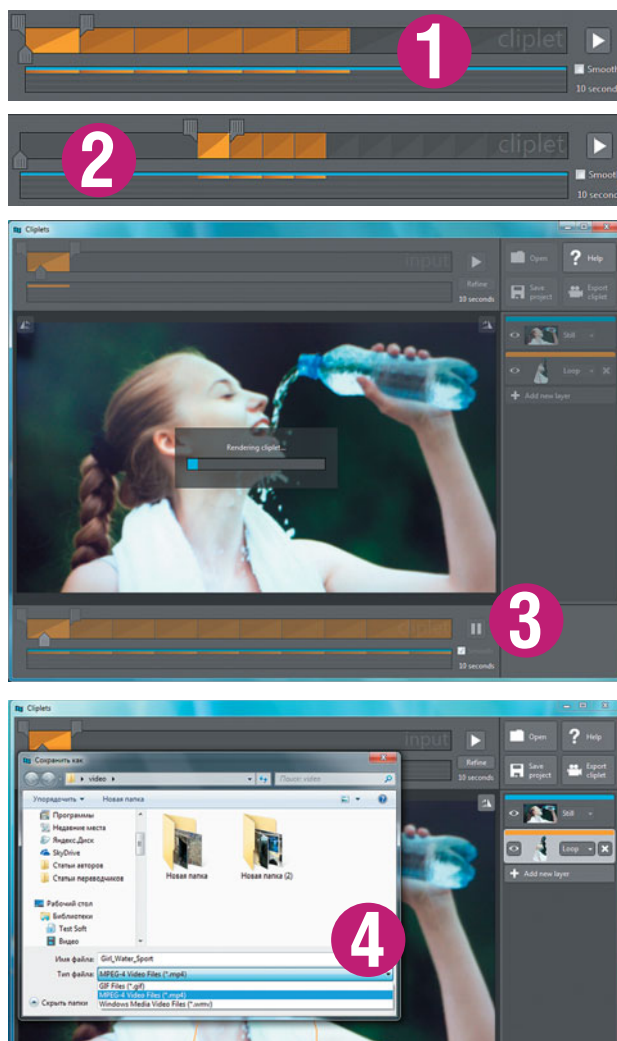 cliplet
1
Smooth
10 second
cliplet
2
Smooth
10 second
Cliplets
input
Open
? Help
Refine
Save project
Export cliplet
10 seconds
Still
Loop
Add new layer
Rendering cliplet...
cliplet
3
Smooth
10 seconds
Cliplets
input
Open
? Help
Refine
Save project
Export cliplet
10 seconds
Сохранить как
video
Поиск: video
Упорядочить
Новая папка
Программы
Недавние места
Яндекс.Диск
SkyDrive
Статьи авторов
Статьи переводчиков
Рабочий стол
Библиотеки
Test Soft
Видео
Новая папка
Новая папка (2)
Still
Loop
Add new layer
4
Имя файла: Girl_Water_Sport
Тип файла: MPEG-4 Video Files (*.mp4)
GIF Files (*.gif)
MPEG-4 Video Files (*.mp4)
Windows Media Video Files (*.wmv)
Скрыть папки